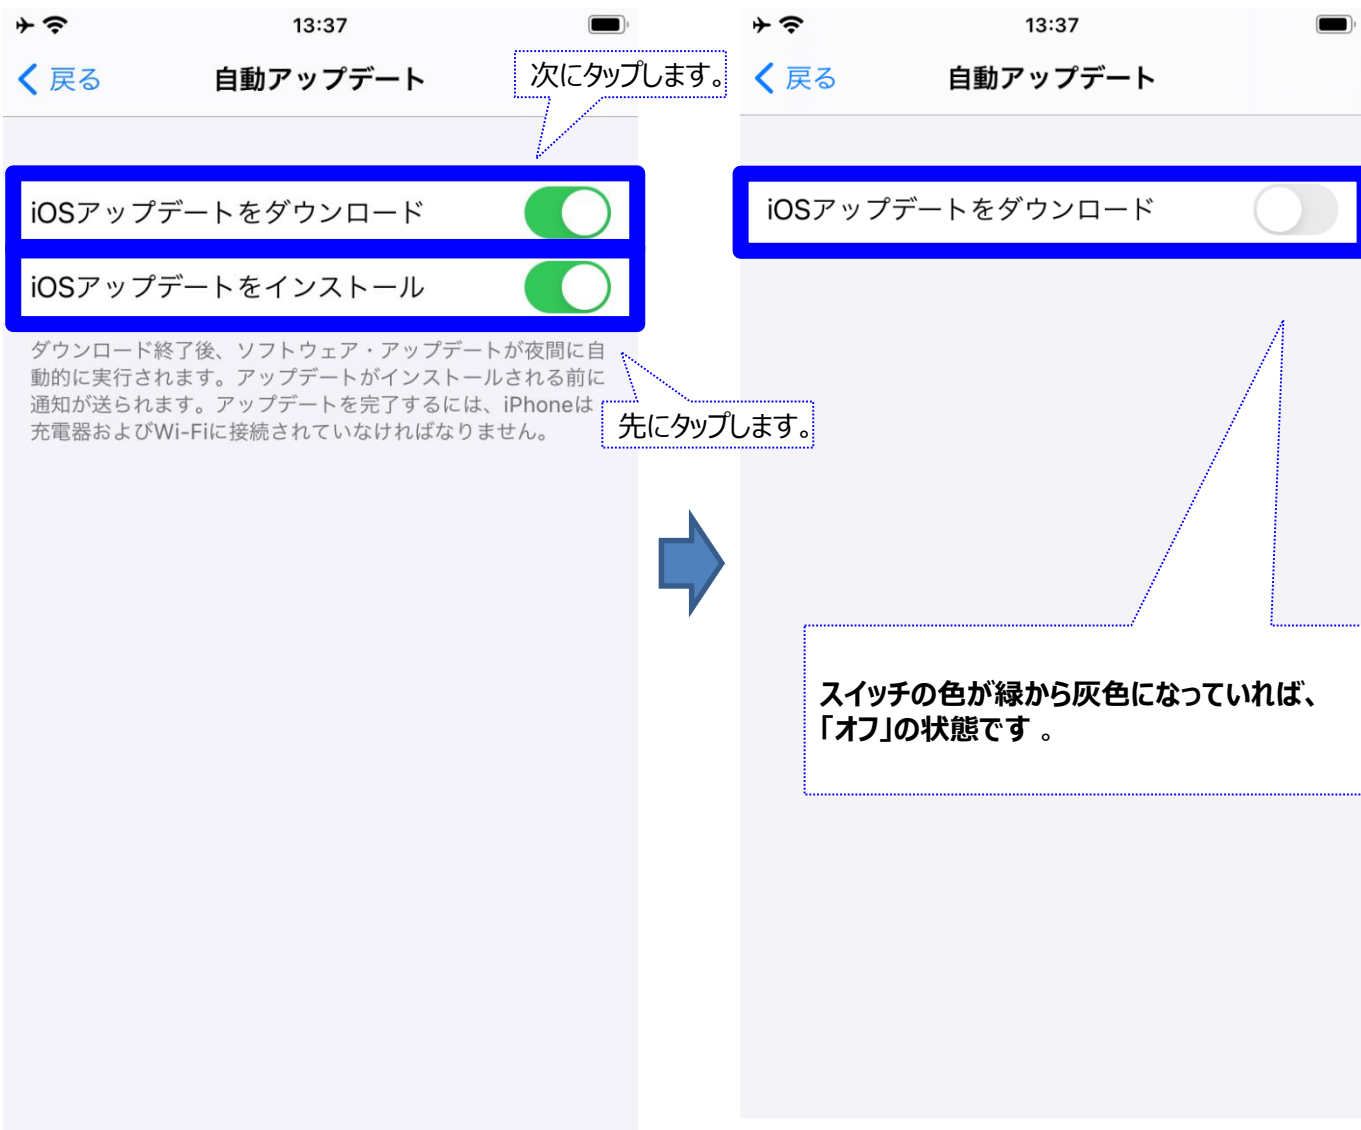 13:37
戻る
自動アップデート
次にタップします。
iOSアップデートをダウンロード
iOSアップデートをインストール
ダウンロード終了後、ソフトウェア・アップデートが夜間に自
動的に実行されます。アップデートがインストールされる前に
通知が送られます。アップデートを完了するには、iPhoneは
充電器およびWi-Fiに接続されていなければなりません。
先にタップします。
13:37
戻る
自動アップデート
iOSアップデートをダウンロード
スイッチの色が緑から灰色になっていれば、
「オフ」の状態です 。